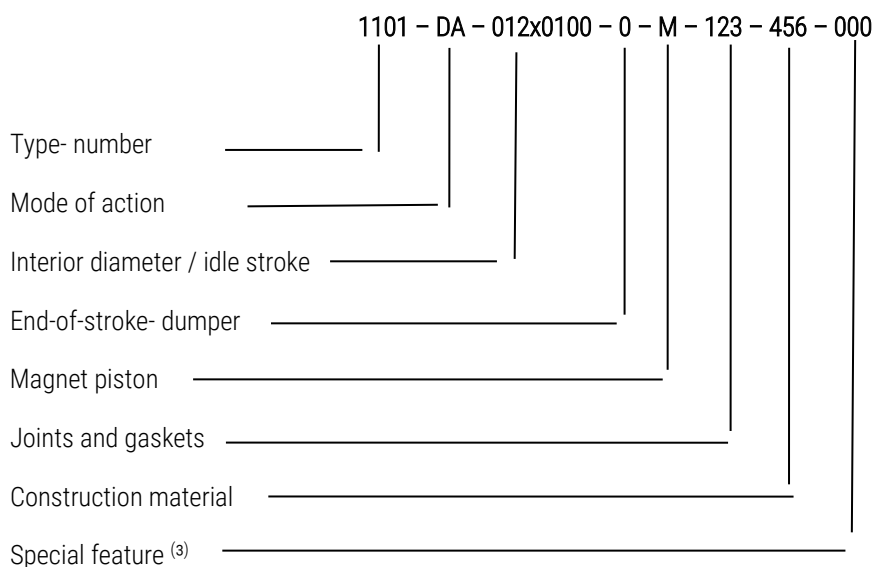 1101 – DA – 012x0100 – 0 – M – 123 – 456 – 000
Type- number
Mode of action
Interior diameter / idle stroke
End-of-stroke- dumper
Magnet piston
Joints and gaskets
Construction material
Special feature (3)